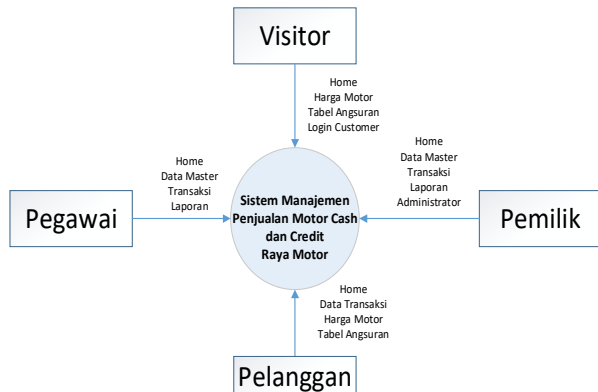 Visitor
Home
Harga Motor
Tabel Angsuran
Login Customer
Home
Data Master
Transaksi
Laporan
Pegawai
Sistem Manajemen
Penjualan Motor Cash
dan Credit
Raya Motor
Home
Data Master
Transaksi
Laporan
Administrator
Pemilik
Home
Data Transaksi
Harga Motor
Tabel Angsuran
Pelanggan